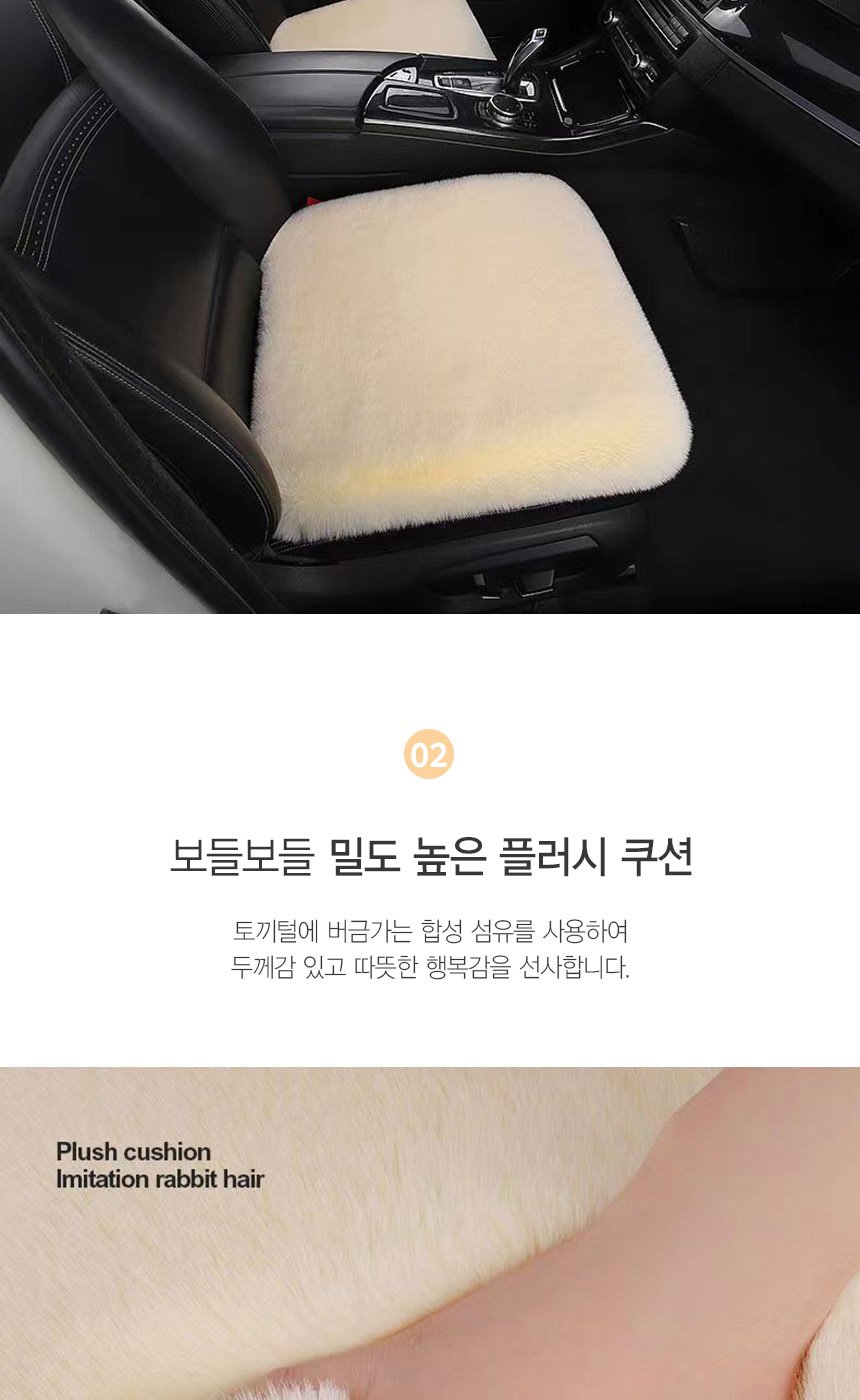 02
보들보들 밀도 높은 플러시 쿠션
토끼털에 버금가는 합성 섬유를 사용하여
두께감 있고 따뜻한 행복감을 선사합니다.
Plush cushion
Imitation rabbit hair